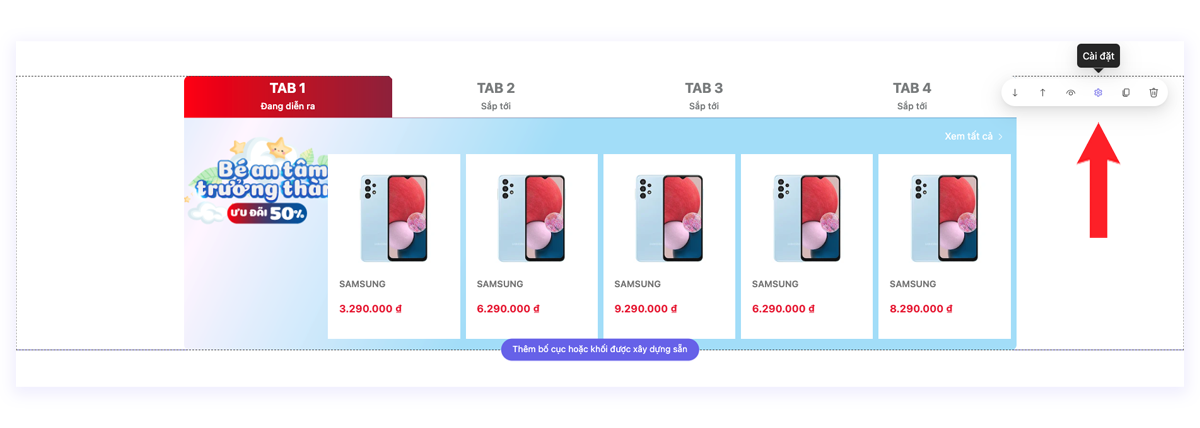 Cài đặt
TAB 1
Đang diễn ra
TAB 2
Sắp tới
TAB 3
Sắp tới
TAB 4
Sắp tới
Xem tất cả
Bé an tâm
trưởng thàn
ƯU ĐÃI 50%
SAMSUNG
3.290.000 ₫
SAMSUNG
6.290.000 ₫
SAMSUNG
9.290.000 ₫
SAMSUNG
6.290.000 ₫
SAMSUNG
8.290.000 ₫
Thêm bố cục hoặc khối được xây dựng sẵn